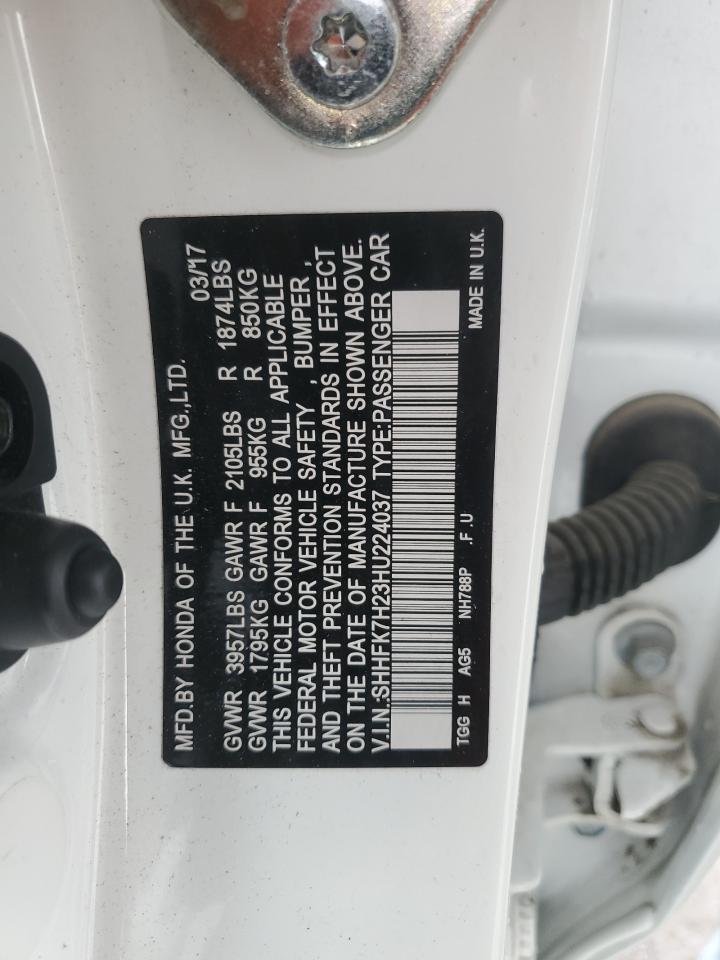 MFD.BY HONDA OF THE U.K. MFG.,LTD. 03/17
GVWR 3957LBS GAWR F 2105LBS R 1874LBS
GVWR 1795KG GAWR F 955KG R 850KG
THIS VEHICLE CONFORMS TO ALL APPLICABLE
FEDERAL MOTOR VEHICLE SAFETY , BUMPER ,
AND THEFT PREVENTION STANDARDS IN EFFECT
ON THE DATE OF MANUFACTURE SHOWN ABOVE.
V.I.N.:SHHFK7H23HU224037 TYPE:PASSENGER CAR
TGG H AG5 NH788P .F .U MADE IN U.K.